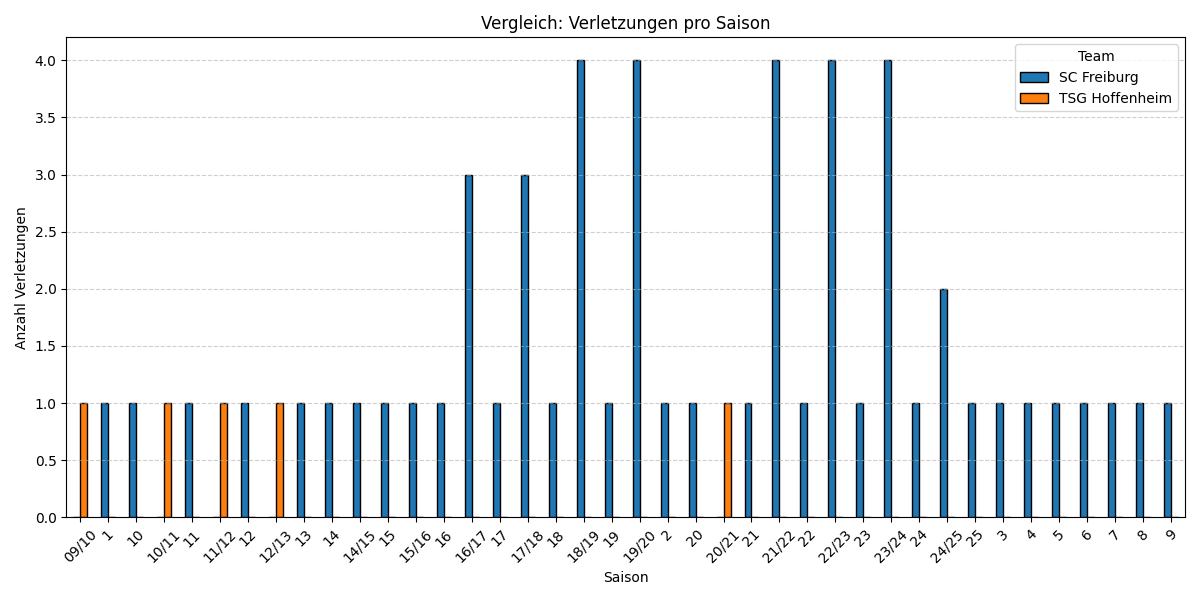 Vergleich: Verletzungen pro Saison
Team
SC Freiburg
TSG Hoffenheim
Anzahl Verletzungen
4.0
3.5
3.0
2.5
2.0
1.5
1.0
0.5
0.0
09/10 1 10 10/11 11 11/12 12 12/13 13 14 14/15 15 15/16 16 16/17 17 17/18 18 18/19 19 19/20 2 20 20/21 21 21/22 22 22/23 23 23/24 24 24/25 25 3 4 5 6 7 8 9
Saison